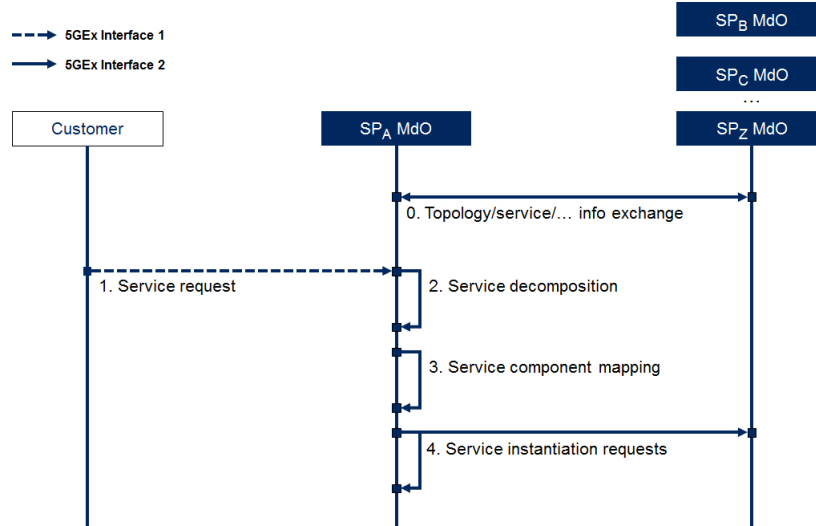 SPB MdO
5GEx Interface 1
5GEx Interface 2
SPC MdO
...
Customer
SPA MdO
SPZ MdO
0. Topology/service/… info exchange
1. Service request
2. Service decomposition
3. Service component mapping
4. Service instantiation requests